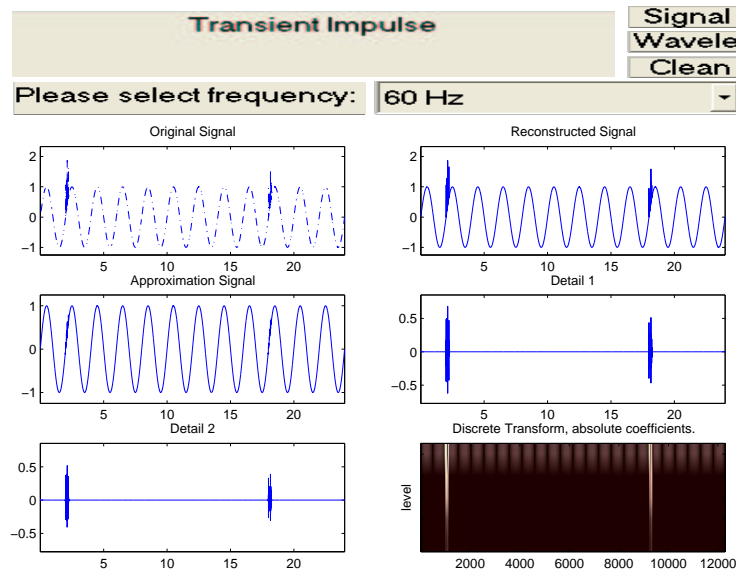 Transient Impulse
Signal
Wavele
Clean
Please select frequency: 60 Hz
Original Signal
2
1
0
−1
5 10 15 20
Reconstructed Signal
2
1
0
−1
5 10 15 20
Approximation Signal
1
0
−1
5 10 15 20
Detail 1
0.5
0
−0.5
5 10 15 20
Detail 2
0.5
0
−0.5
5 10 15 20
Discrete Transform, absolute coefficients.
level
2000 4000 6000 8000 10000 12000